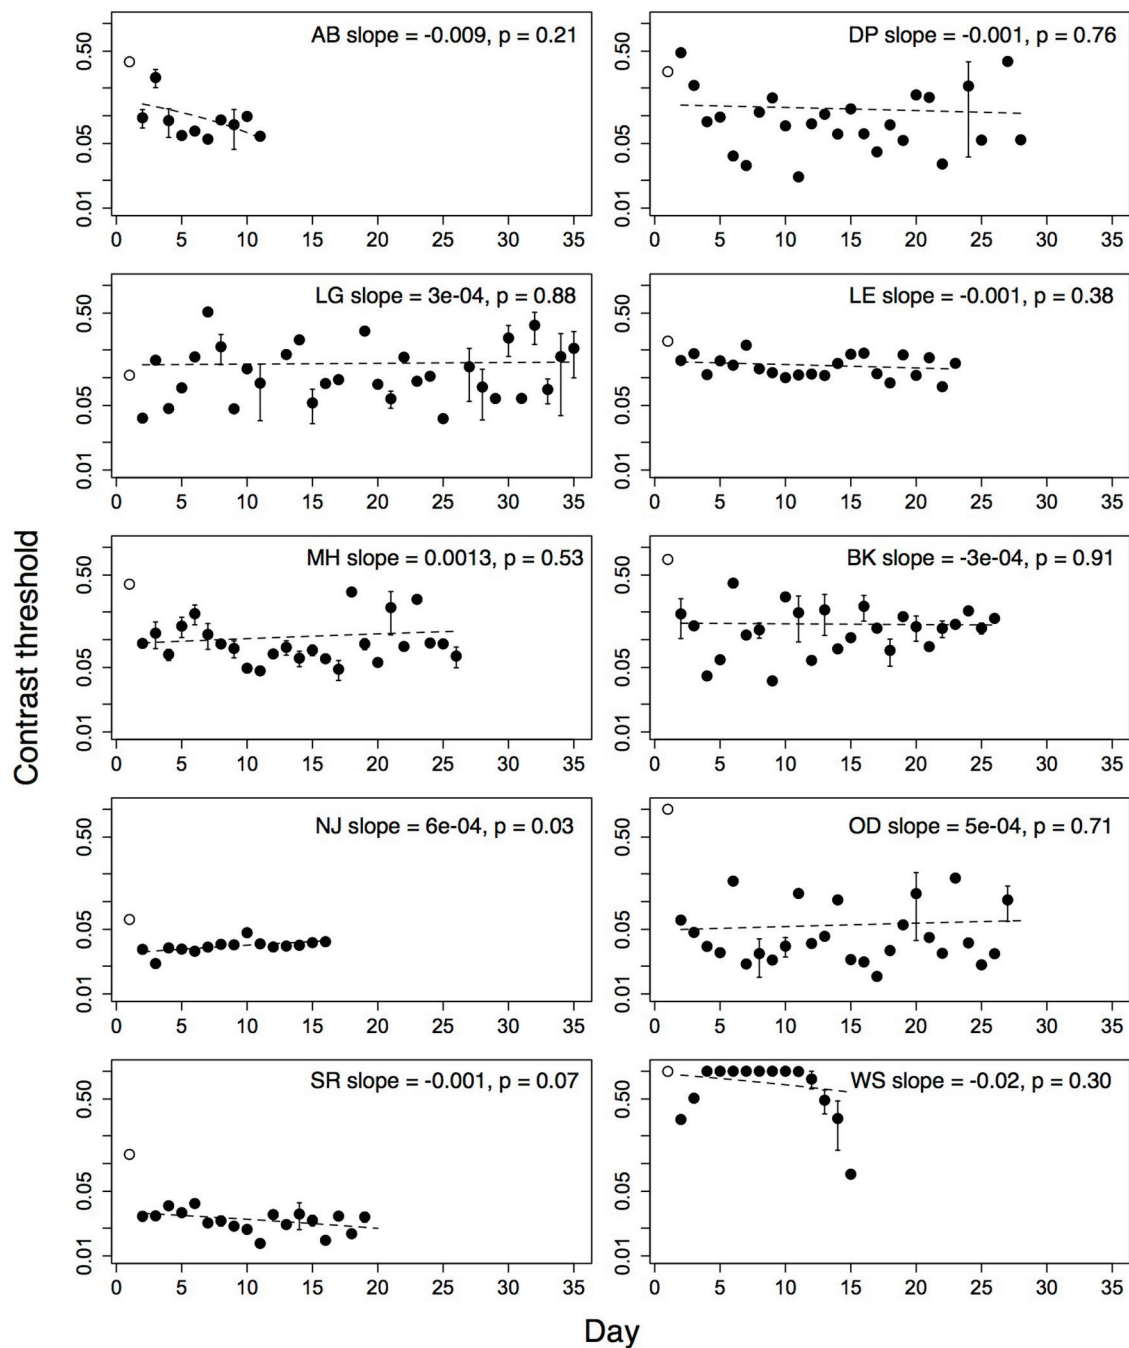 AB slope = -0.009, p = 0.21
0.50
0.05
0.01
0 5 10 15 20 25 30 35
DP slope = -0.001, p = 0.76
0.50
0.05
0.01
0 5 10 15 20 25 30 35
LG slope = 3e-04, p = 0.88
0.50
0.05
0.01
0 5 10 15 20 25 30 35
LE slope = -0.001, p = 0.38
0.50
0.05
0.01
0 5 10 15 20 25 30 35
Contrast threshold
MH slope = 0.0013, p = 0.53
0.50
0.05
0.01
0 5 10 15 20 25 30 35
BK slope = -3e-04, p = 0.91
0.50
0.05
0.01
0 5 10 15 20 25 30 35
NJ slope = 6e-04, p = 0.03
0.50
0.05
0.01
0 5 10 15 20 25 30 35
OD slope = 5e-04, p = 0.71
0.50
0.05
0.01
0 5 10 15 20 25 30 35
SR slope = -0.001, p = 0.07
0.50
0.05
0.01
0 5 10 15 20 25 30 35
WS slope = -0.02, p = 0.30
0.50
0.05
0.01
0 5 10 15 20 25 30 35
Day